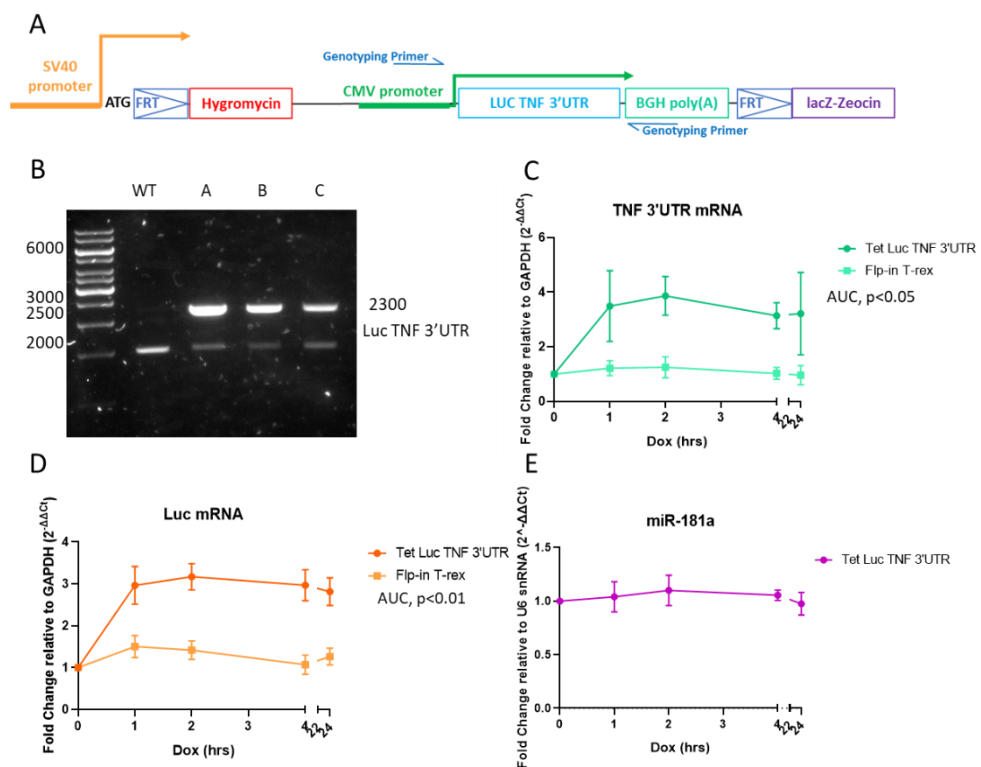 A
SV40
promoter
Genotyping Primer
CMV promoter
ATG
FRT
Hygromycin
LUC TNF 3'UTR
BGH poly(A)
FRT
lacZ-Zeocin
Genotyping Primer
B
WT A B C
6000
3000
2500
2000
2300
Luc TNF 3'UTR
C
TNF 3'UTR mRNA
Fold Change relative to GAPDH (2^-ΔΔCt)
6
4
2
0
0 1 2 3 4 22 24
Dox (hrs)
Tet Luc TNF 3'UTR
Flp-in T-rex
AUC, p<0.05
D
Luc mRNA
Fold Change relative to GAPDH (2^-ΔΔCt)
4
3
2
1
0
0 1 2 3 4 22 24
Dox (hrs)
Tet Luc TNF 3'UTR
Flp-in T-rex
AUC, p<0.01
E
miR-181a
Fold Change relative to U6 snRNA (2^-ΔΔCt)
1.5
1.0
0.5
0.0
0 1 2 3 4 22 24
Dox (hrs)
Tet Luc TNF 3'UTR